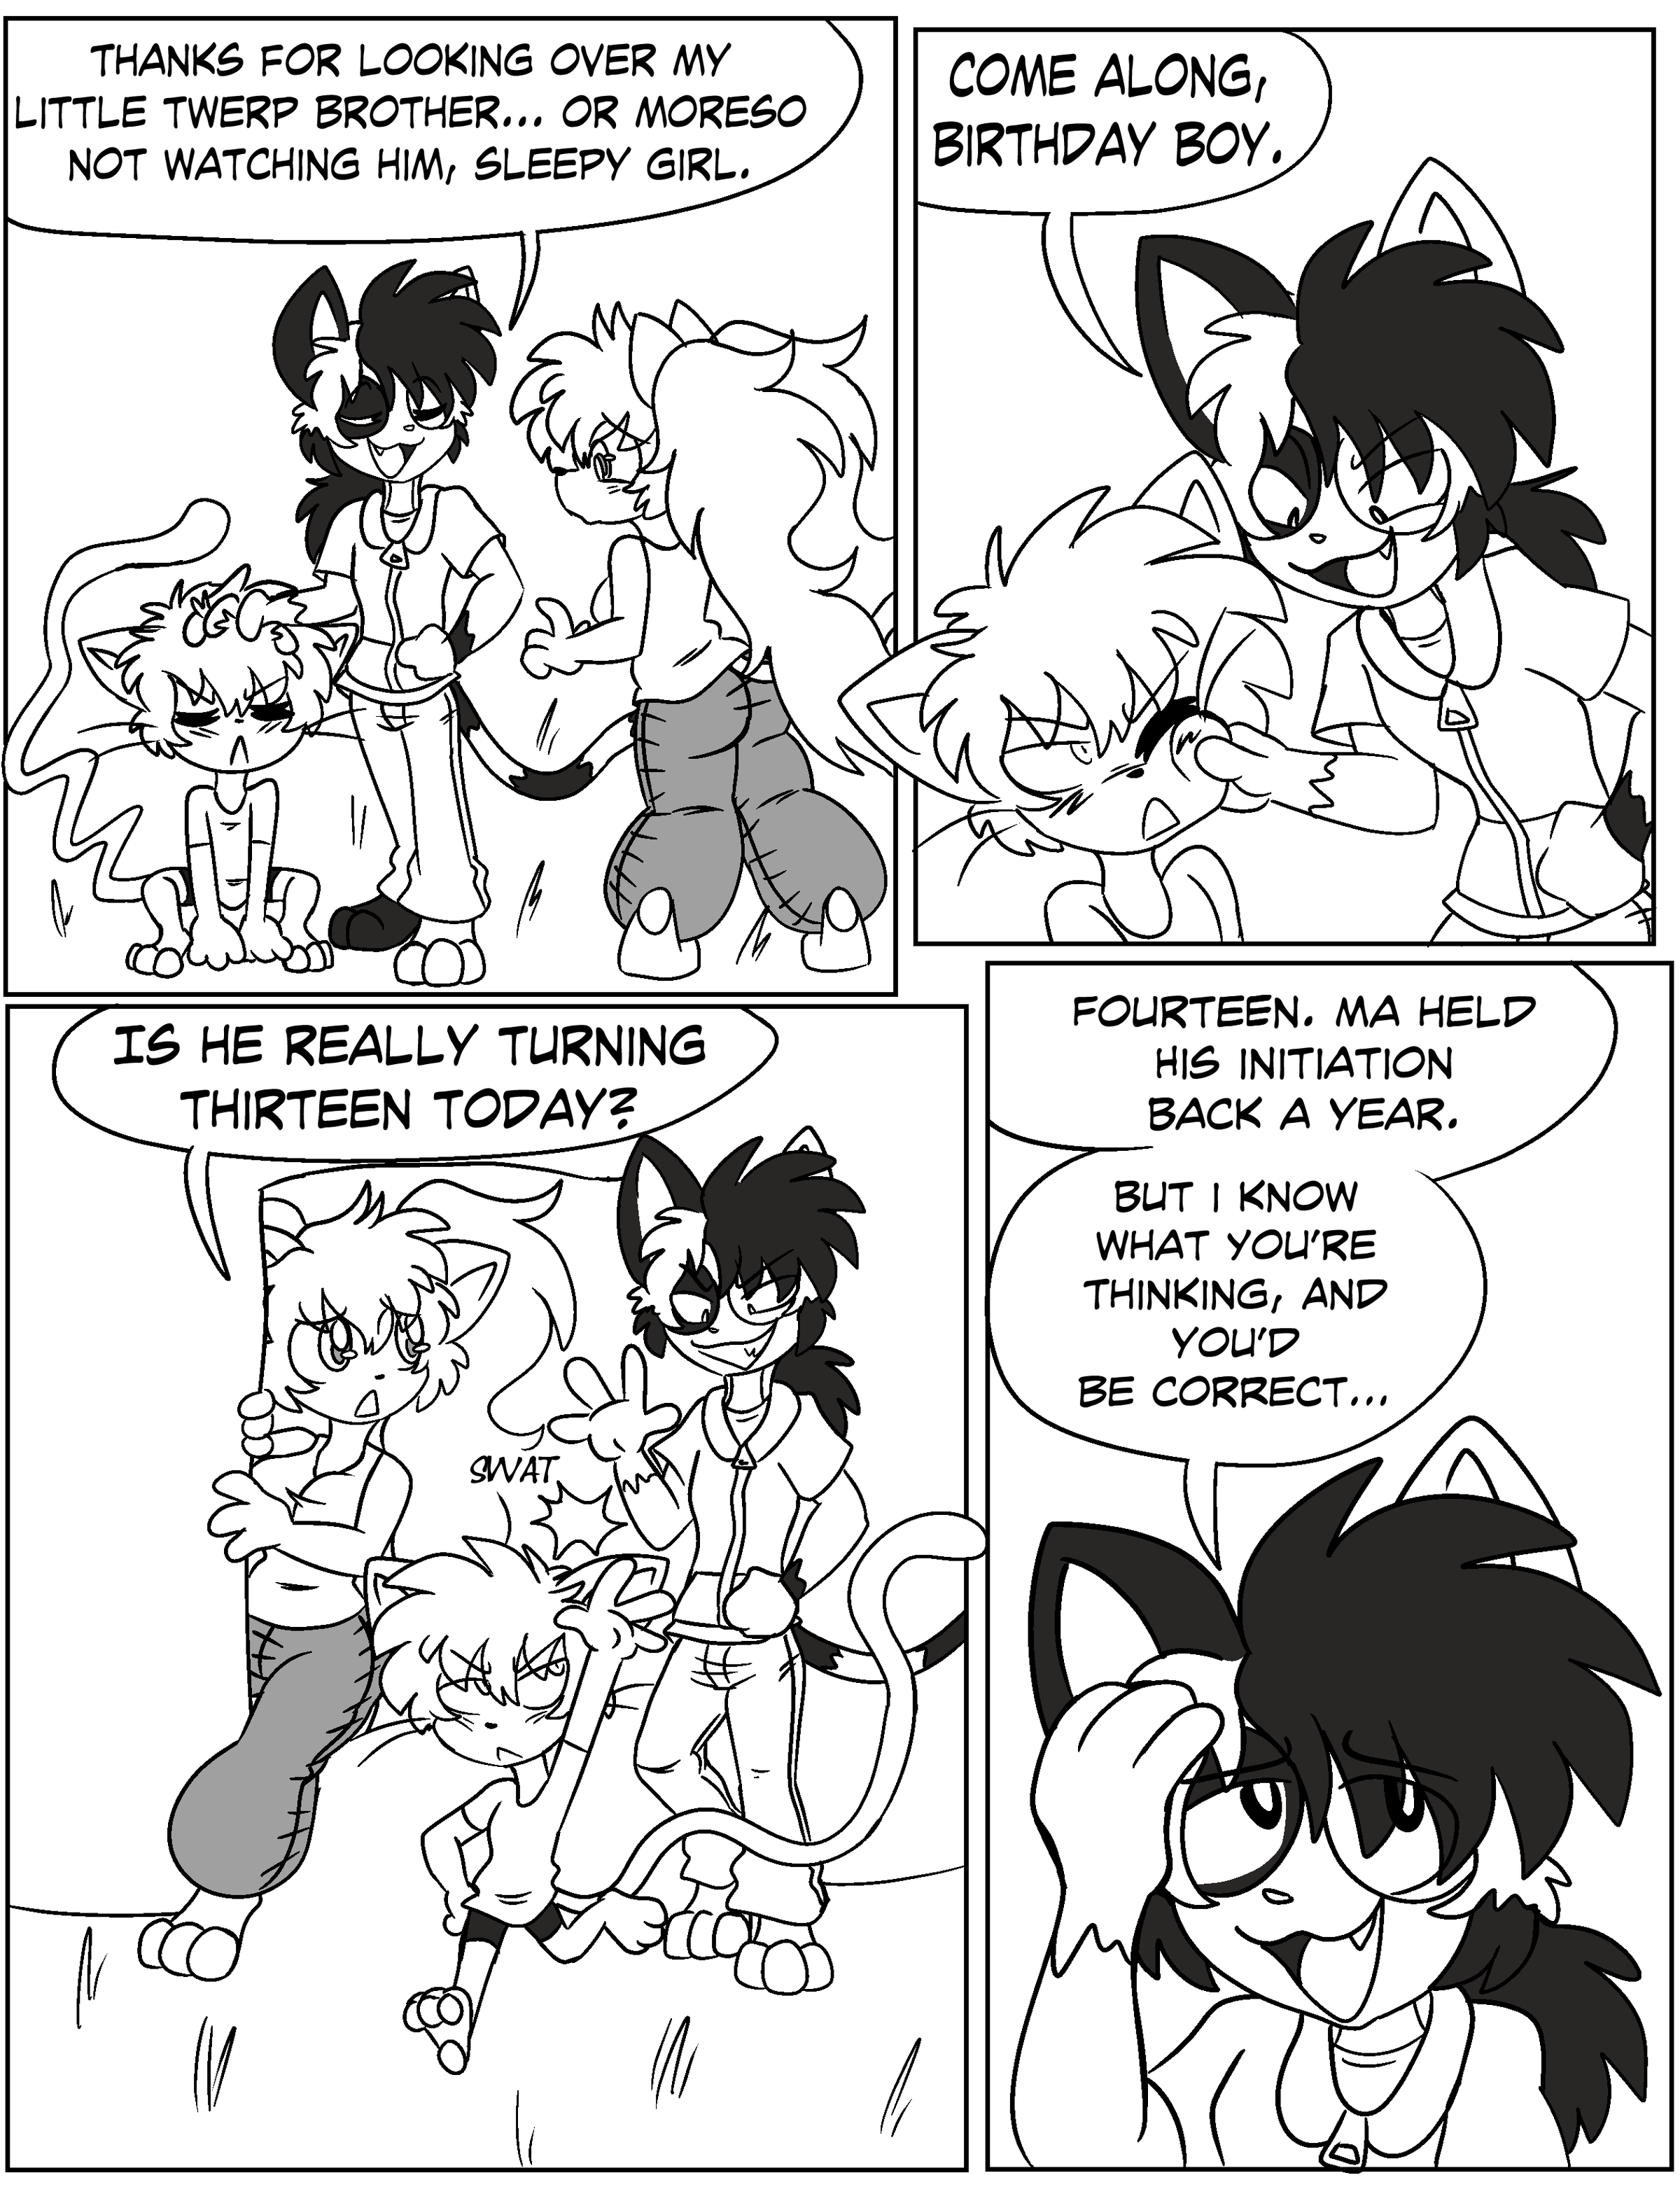 THANKS FOR LOOKING OVER MY
LITTLE TWERP BROTHER... OR MORESO
NOT WATCHING HIM, SLEEPY GIRL.
COME ALONG,
BIRTHDAY BOY.
IS HE REALLY TURNING
THIRTEEN TODAY?
SWAT
FOURTEEN. MA HELD
HIS INITIATION
BACK A YEAR.
BUT I KNOW
WHAT YOU'RE
THINKING, AND
YOU'D
BE CORRECT...